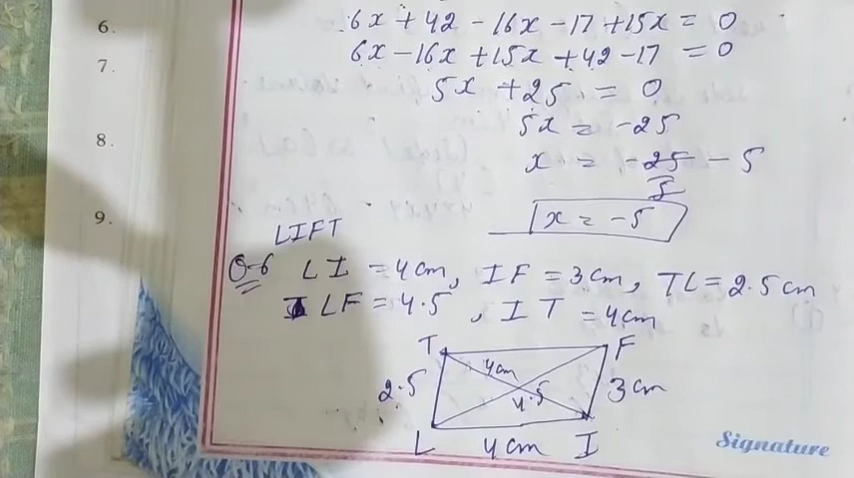 6.
6x + 42 - 16x - 17 + 15x = 0
7.
6x - 16x + 15x + 42 - 17 = 0
5x + 25 = 0
5x = -25
8.
x = -25/5 - 5
9.
x = -5
LIFT
Q-6 LI = 4cm, IF = 3cm, TL = 2.5cm
LF = 4.5, IT = 4cm
T F
4cm
2.5 4.5 3cm
L 4cm I
Signature